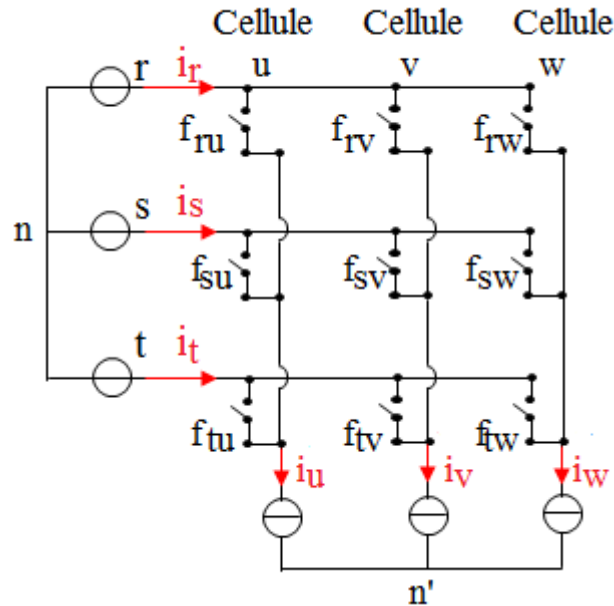 Cellule Cellule Cellule
r i_r u v w
f_ru f_rv f_rw
s i_s
n
f_su f_sv f_sw
t i_t
f_tu f_tv f_tw
i_u i_v i_w
n'